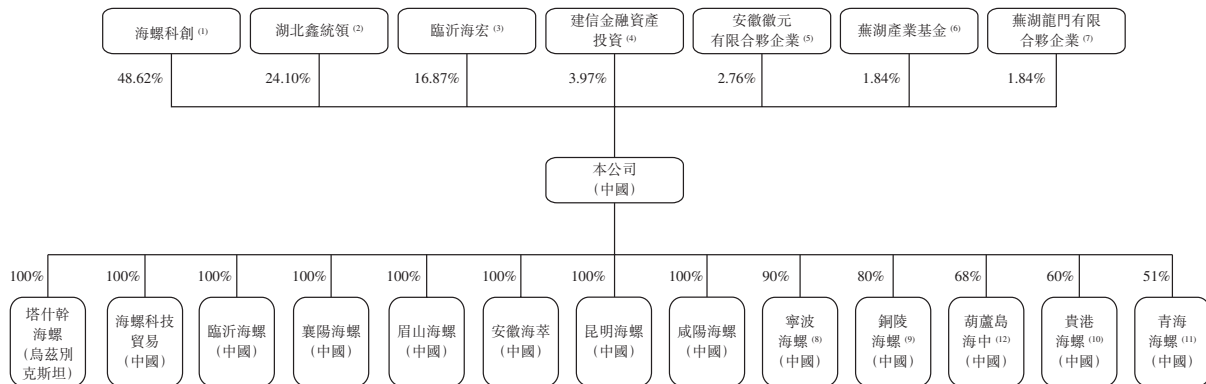 海螺科創 (1)
湖北鑫統領 (2)
臨沂海宏 (3)
建信金融資產
投資 (4)
安徽徽元
有限合夥企業 (5)
蕪湖產業基金 (6)
蕪湖龍門有限
合夥企業 (7)
48.62%
24.10%
16.87%
3.97%
2.76%
1.84%
1.84%
本公司
(中國)
100%
100%
100%
100%
100%
100%
100%
100%
90%
80%
68%
60%
51%
塔什幹
海螺
(烏茲別
克斯坦)
海螺科技
貿易
(中國)
臨沂海螺
(中國)
襄陽海螺
(中國)
眉山海螺
(中國)
安徽海萃
(中國)
昆明海螺
(中國)
咸陽海螺
(中國)
寧波
海螺 (8)
(中國)
銅陵
海螺 (9)
(中國)
葫蘆島
海中 (12)
(中國)
貴港
海螺 (10)
(中國)
青海
海螺 (11)
(中國)